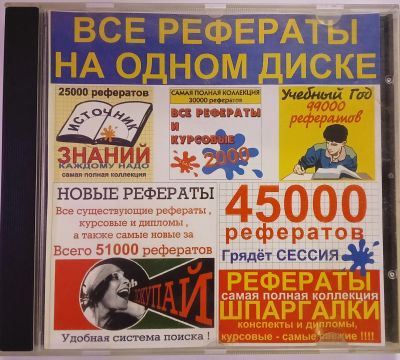 ВСЕ РЕФЕРАТЫ
НА ОДНОМ ДИСКЕ
25000 рефератов
ИСТОЧНИК
ЗНАНИЙ
КАЖДОМУ НАДО
самая полная коллекция
САМАЯ ПОЛНАЯ КОЛЛЕКЦИЯ
30000 рефератов
ВСЕ РЕФЕРАТЫ
И
КУРСОВЫЕ
2000
Учебный Год
99000
рефератов
НОВЫЕ РЕФЕРАТЫ
Все существующие рефераты ,
курсовые и дипломы ,
а также самые новые за
Всего 51000 рефератов
ПОКУПАЙ
Удобная система поиска !
45000
рефератов
Грядёт СЕССИЯ
РЕФЕРАТЫ
самая полная коллекция
ШПАРГАЛКИ
конспекты и дипломы,
курсовые - самые свежие !!!!